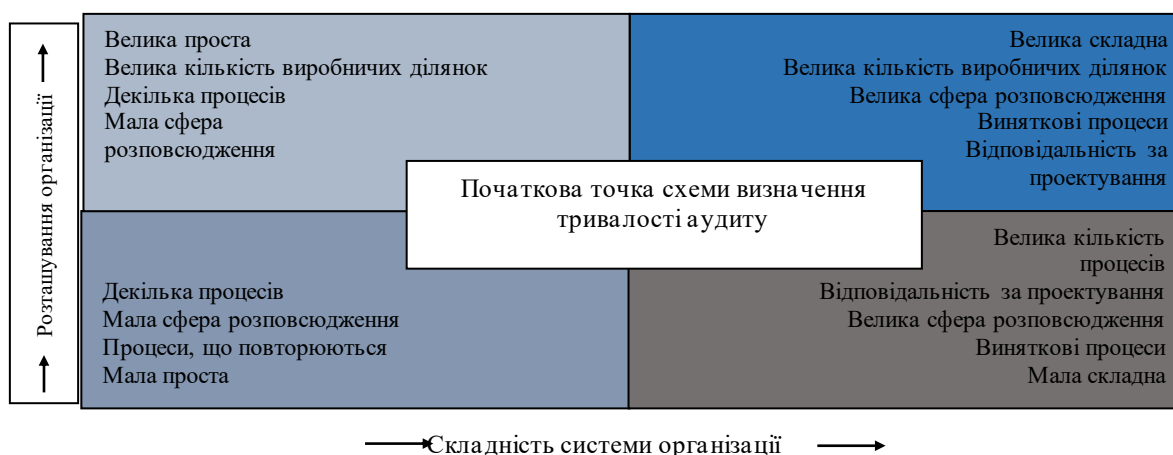 Розташування організації
Велика проста
Велика кількість виробничих ділянок
Декілька процесів
Мала сфера
розповсюдження
Велика складна
Велика кількість виробничих ділянок
Велика сфера розповсюдження
Виняткові процеси
Відповідальність за
проектування
Початкова точка схеми визначення
тривалості аудиту
Декілька процесів
Мала сфера розповсюдження
Процеси, що повторюються
Мала проста
Велика кількість
процесів
Відповідальність за проектування
Велика сфера розповсюдження
Виняткові процеси
Мала складна
Складність системи організації